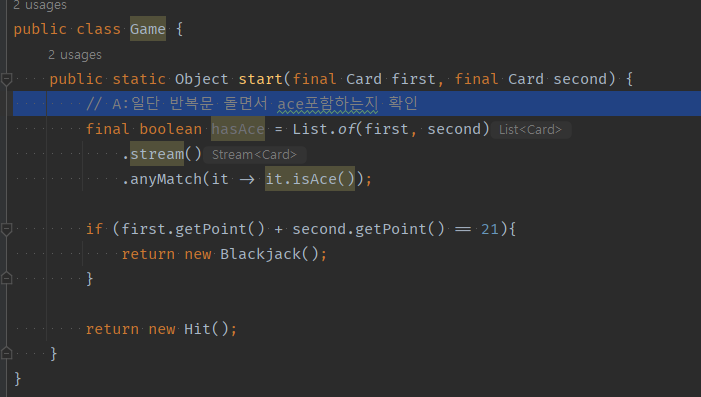 2 usages
public class Game {
2 usages
public static Object start(final Card first, final Card second) {
// A:일단 반복문 돌면서 ace포함하는지 확인
final boolean hasAce = List.of(first, second) List<Card>
.stream() Stream<Card>
.anyMatch(it -> it.isAce());
if (first.getPoint() + second.getPoint() == 21){
return new Blackjack();
}
return new Hit();
}
}